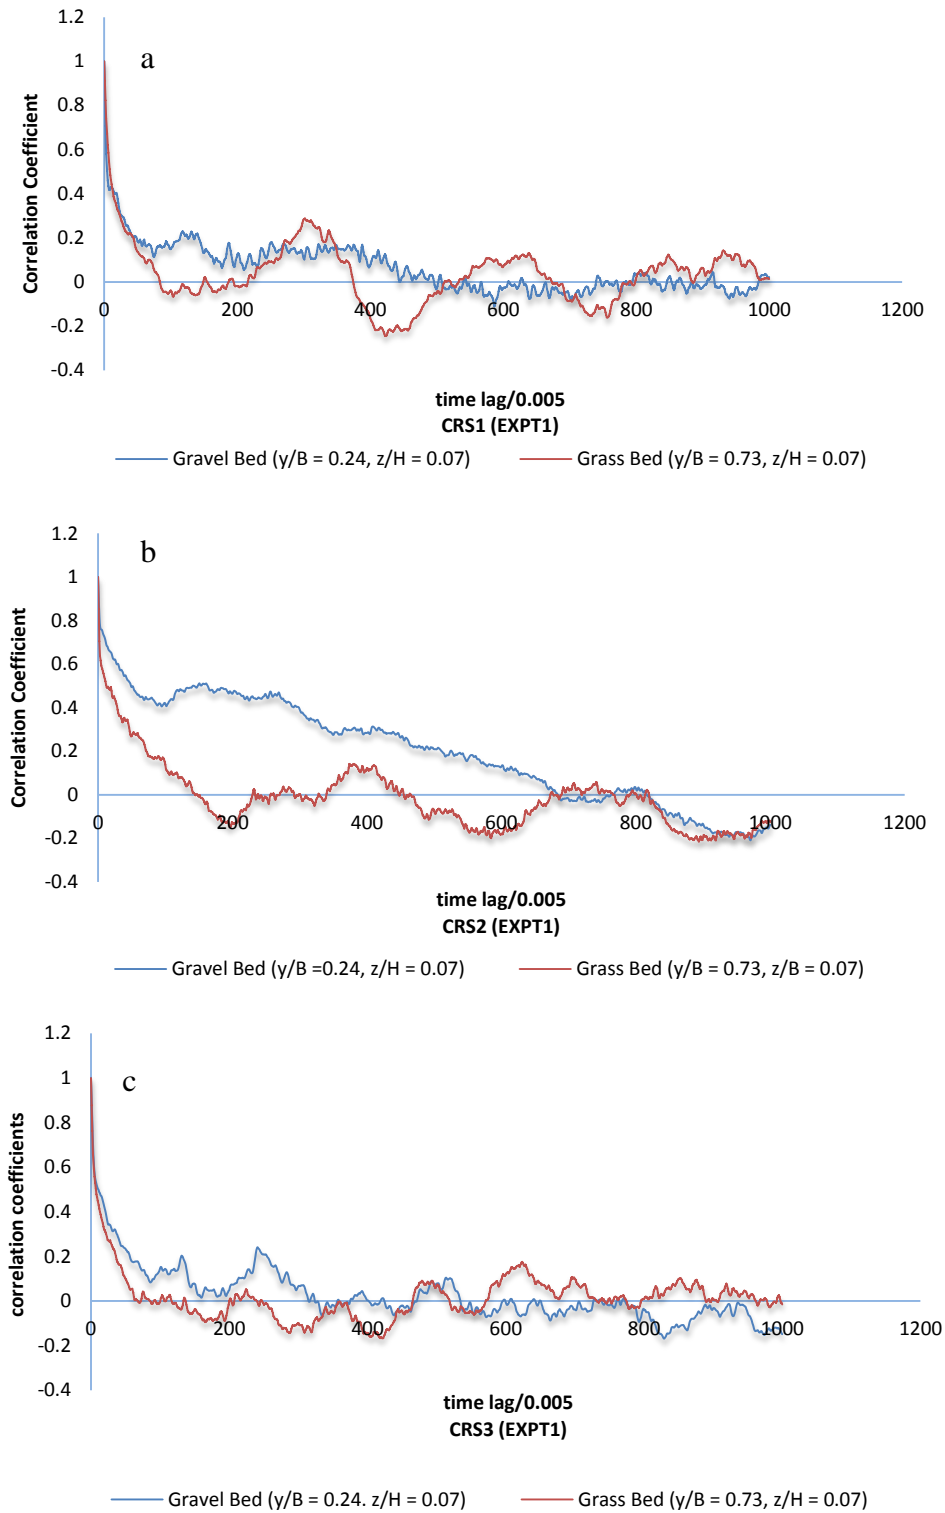 1.2
a
1
0.8
0.6
0.4
0.2
0
-0.2
-0.4
Correlation Coefficient
0 200 400 600 800 1000 1200
time lag/0.005
CRS1 (EXPT1)
Gravel Bed (y/B = 0.24, z/H = 0.07) Grass Bed (y/B = 0.73, z/H = 0.07)
1.2
b
1
0.8
0.6
0.4
0.2
0
-0.2
-0.4
Correlation Coefficient
0 200 400 600 800 1000 1200
time lag/0.005
CRS2 (EXPT1)
Gravel Bed (y/B =0.24, z/H = 0.07) Grass Bed (y/B = 0.73, z/B = 0.07)
1.2
c
1
0.8
0.6
0.4
0.2
0
-0.2
-0.4
correlation coefficients
0 200 400 600 800 1000 1200
time lag/0.005
CRS3 (EXPT1)
Gravel Bed (y/B = 0.24. z/H = 0.07) Grass Bed (y/B = 0.73, z/H = 0.07)